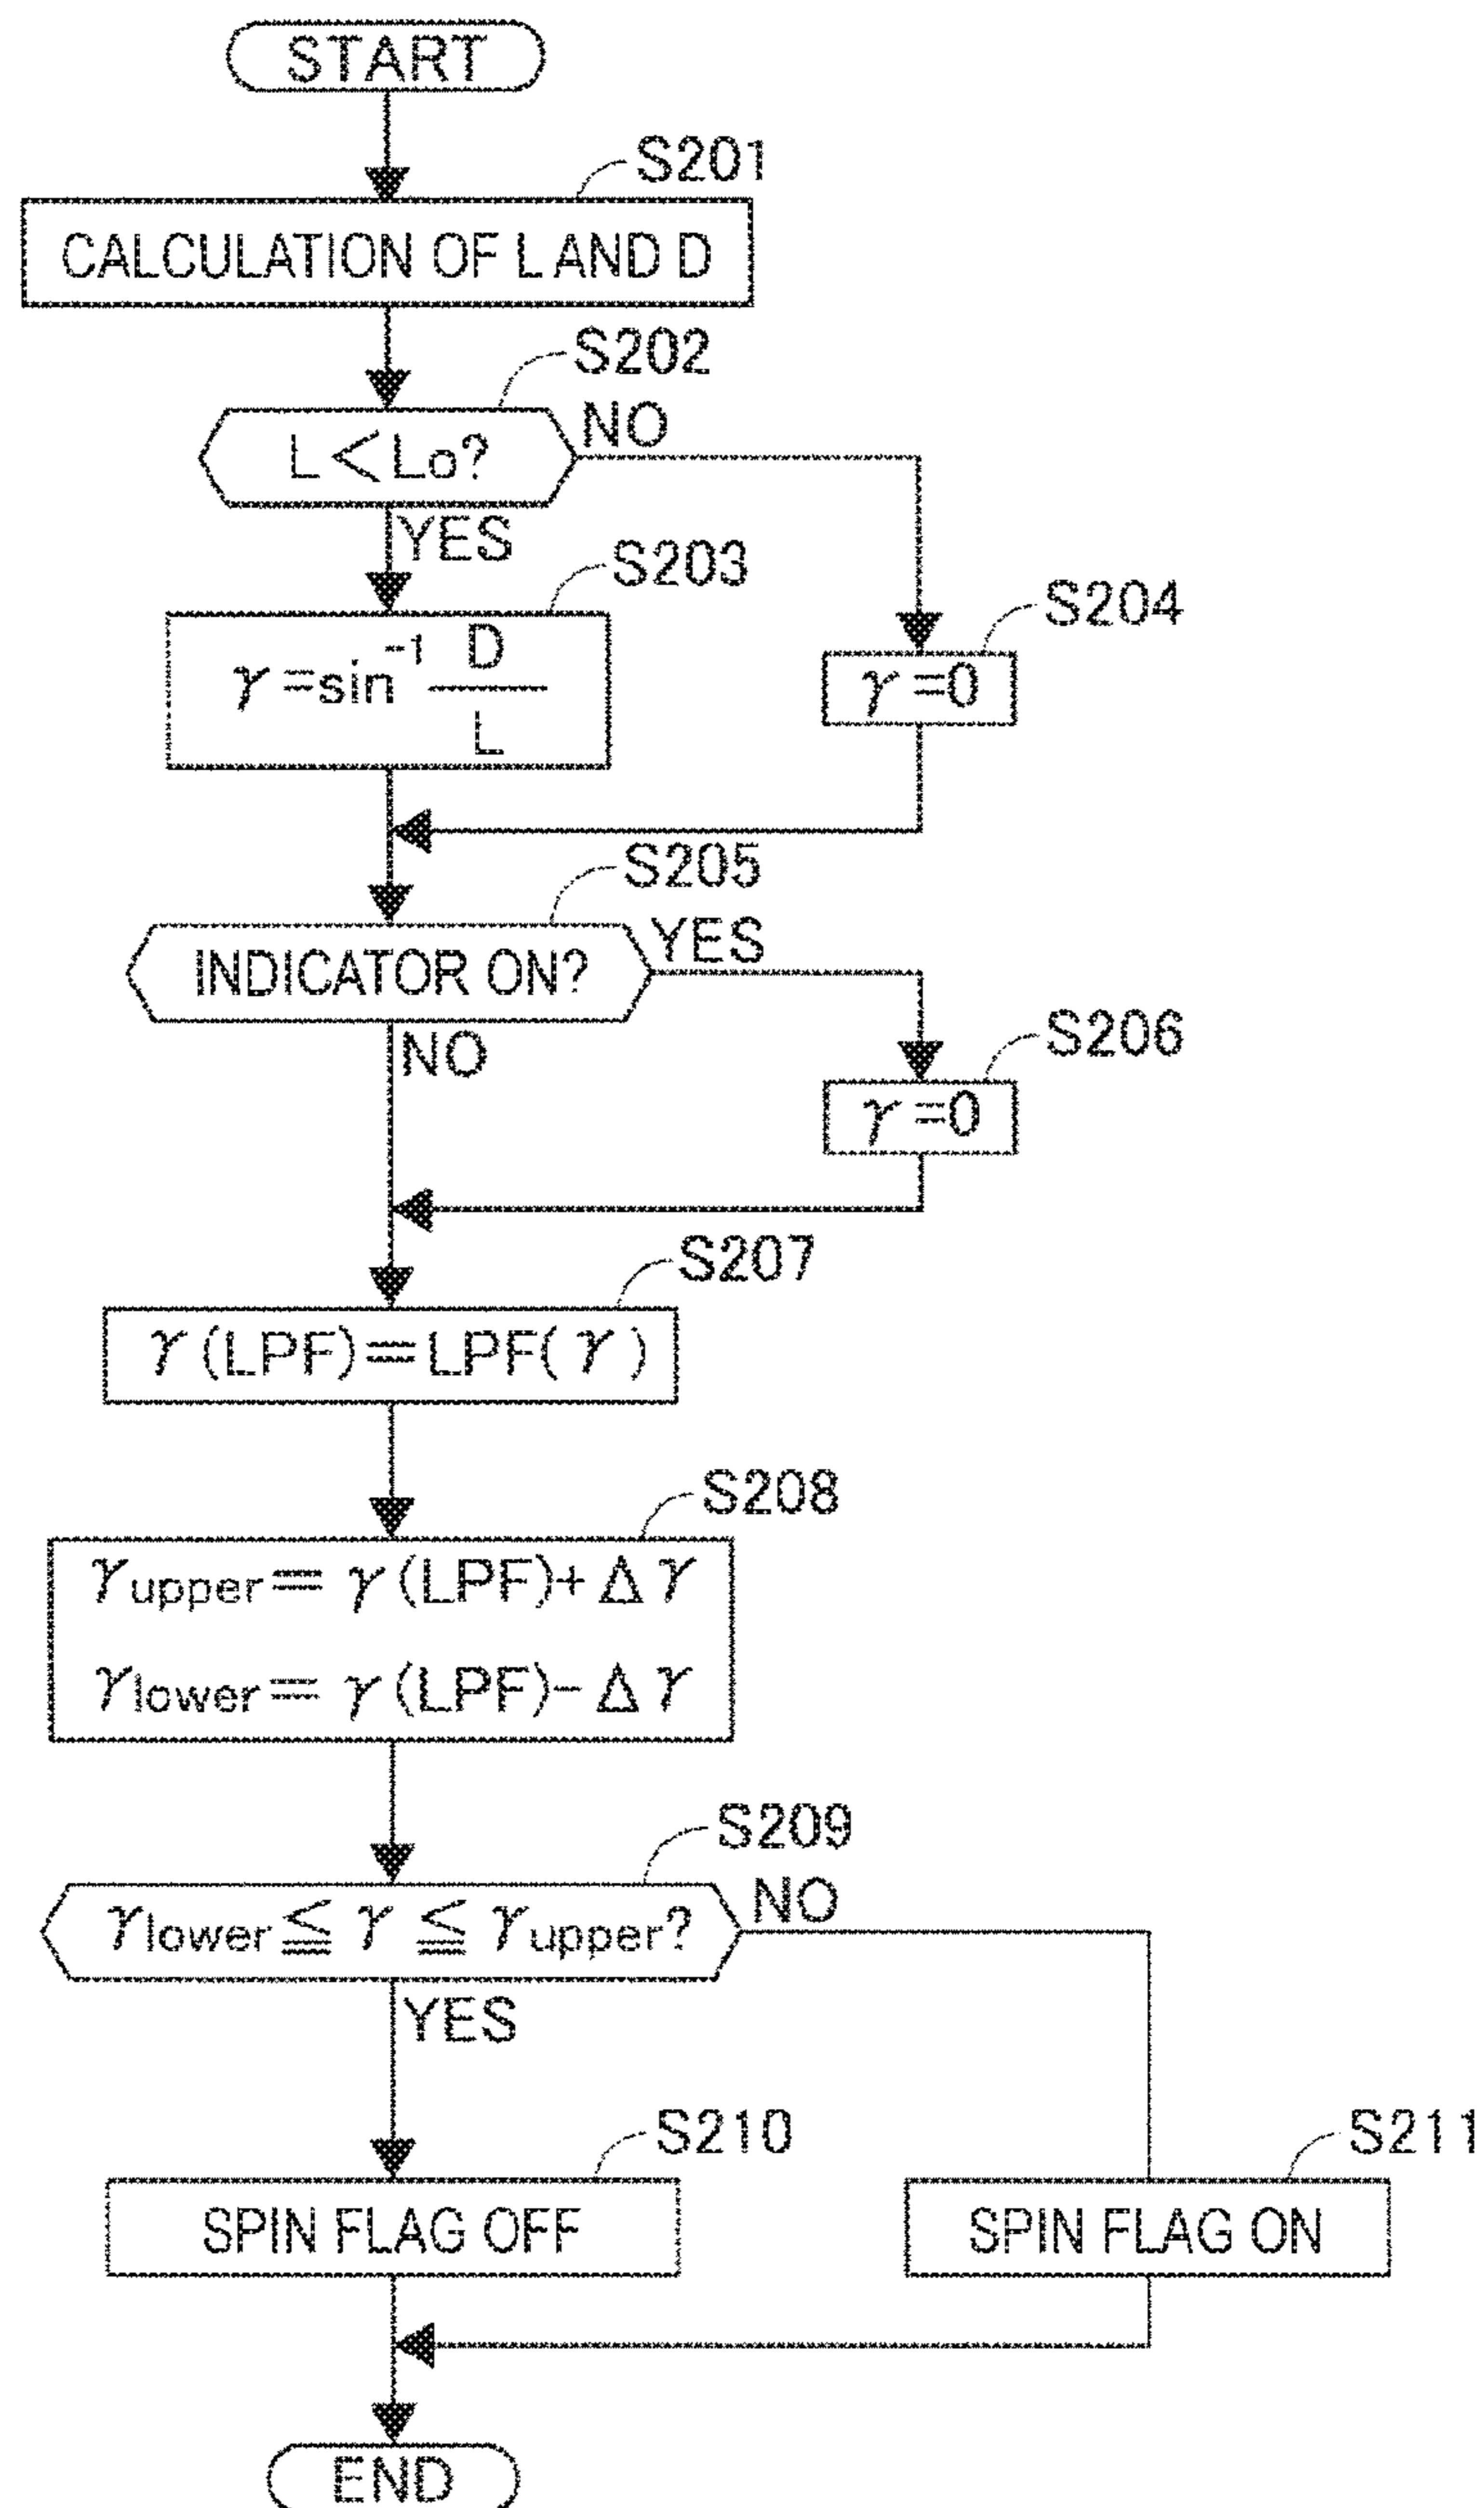 START
S201
CALCULATION OF L AND D
S202
L<Lo?
NO
YES
S203
γ=sin⁻¹ D/L
S204
γ=0
S205
INDICATOR ON?
YES
NO
S206
γ=0
S207
γ(LPF)=LPF(γ)
S208
γupper=γ(LPF)+Δγ
γlower=γ(LPF)-Δγ
S209
γlower≦γ≦γupper?
NO
YES
S210
SPIN FLAG OFF
S211
SPIN FLAG ON
END